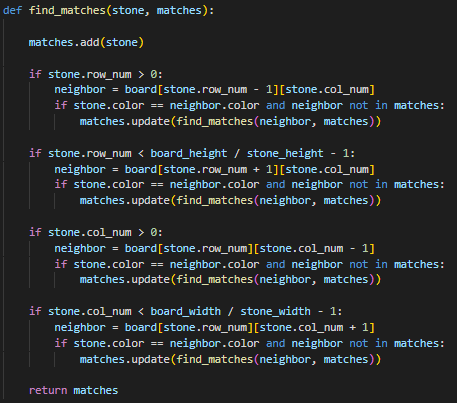 def find_matches(stone, matches):
matches.add(stone)
if stone.row_num > 0:
neighbor = board[stone.row_num - 1][stone.col_num]
if stone.color == neighbor.color and neighbor not in matches:
matches.update(find_matches(neighbor, matches))
if stone.row_num < board_height / stone_height - 1:
neighbor = board[stone.row_num + 1][stone.col_num]
if stone.color == neighbor.color and neighbor not in matches:
matches.update(find_matches(neighbor, matches))
if stone.col_num > 0:
neighbor = board[stone.row_num][stone.col_num - 1]
if stone.color == neighbor.color and neighbor not in matches:
matches.update(find_matches(neighbor, matches))
if stone.col_num < board_width / stone_width - 1:
neighbor = board[stone.row_num][stone.col_num + 1]
if stone.color == neighbor.color and neighbor not in matches:
matches.update(find_matches(neighbor, matches))
return matches